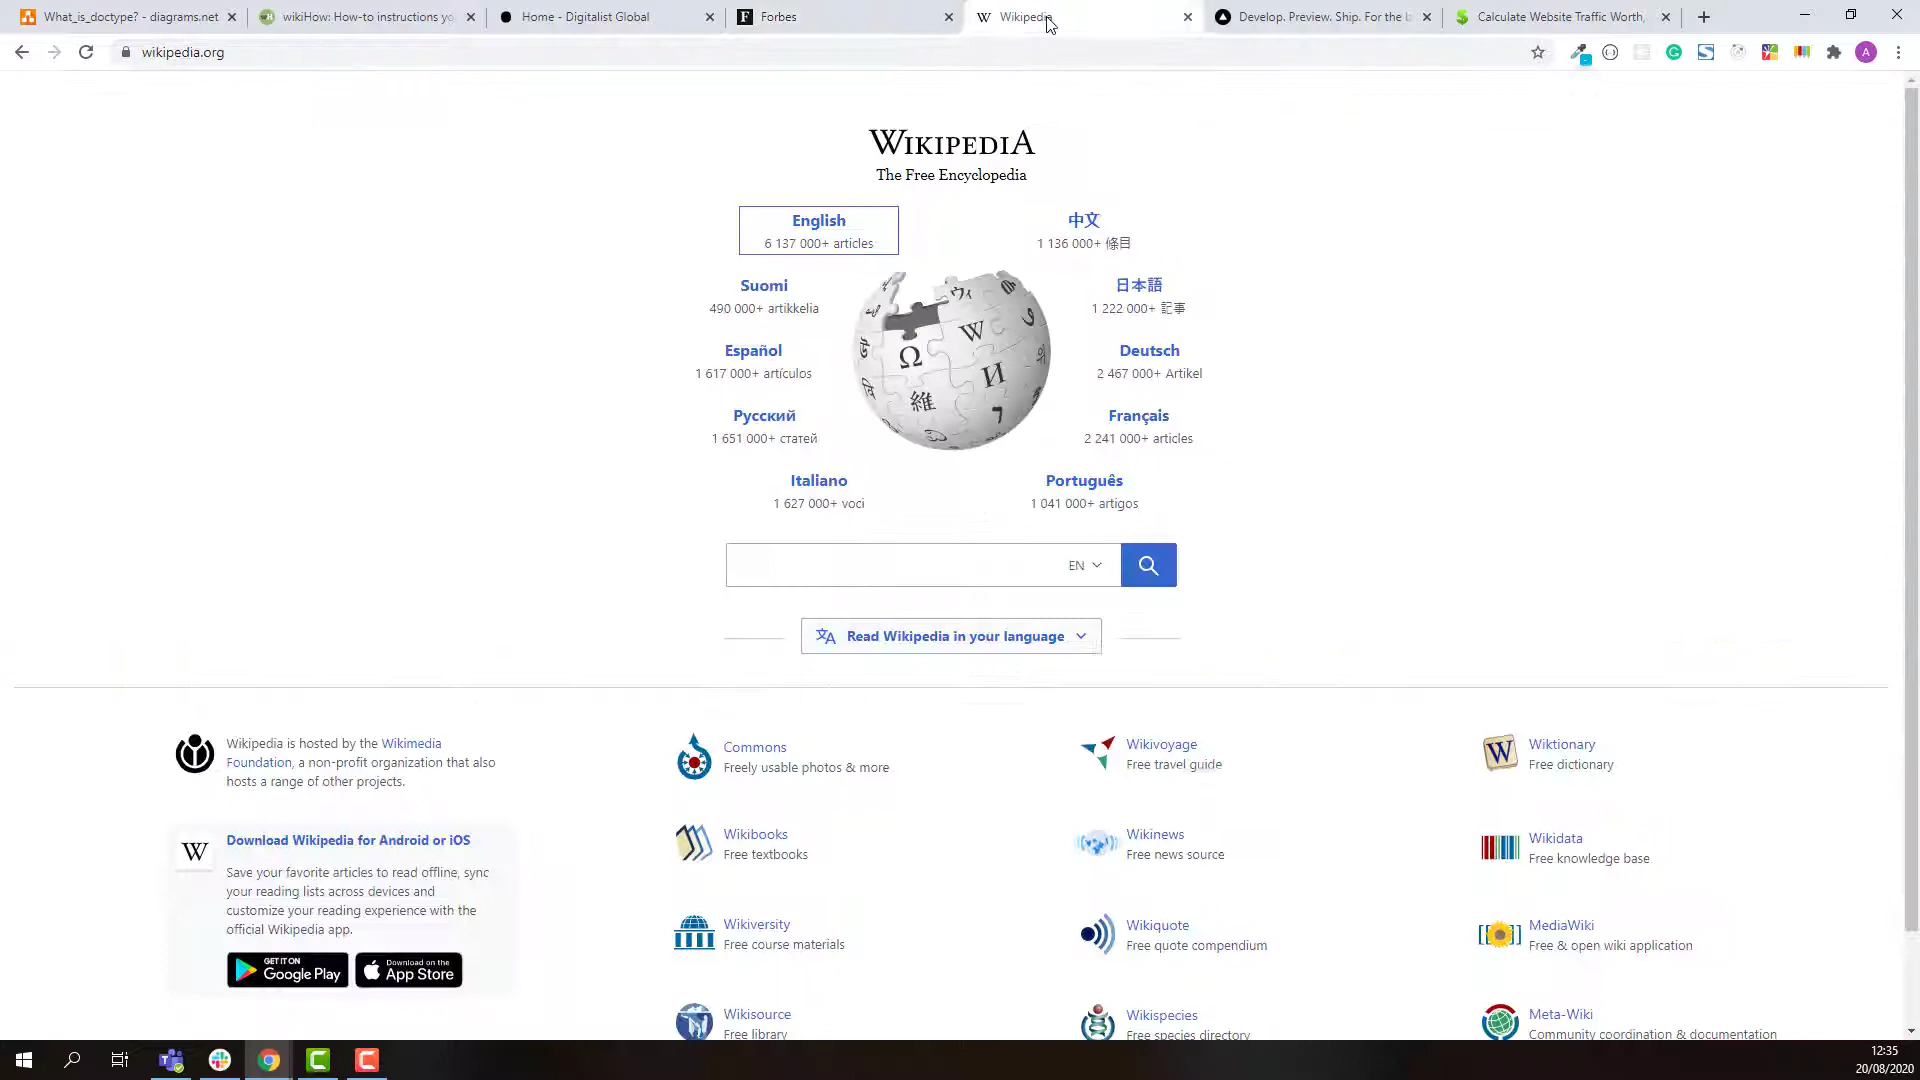 What_is_doctype? - diagrams.net
wikiHow: How-to instructions yo
Home - Digitalist Global
Forbes
Wikipedia
Develop. Preview. Ship. For the b
Calculate Website Traffic Worth,
wikipedia.org
A
WIKIPEDIA
The Free Encyclopedia
English
6 137 000+ articles
中文
1 136 000+ 條目
Suomi
490 000+ artikkelia
日本語
1 222 000+ 記事
Español
1 617 000+ artículos
Deutsch
2 467 000+ Artikel
Русский
1 651 000+ статей
Français
2 241 000+ articles
Italiano
1 627 000+ voci
Português
1 041 000+ artigos
Ω
W
И
維
ウィ
EN
Read Wikipedia in your language
Wikipedia is hosted by the Wikimedia
Foundation, a non-profit organization that also
hosts a range of other projects.
Download Wikipedia for Android or iOS
Save your favorite articles to read offline, sync
your reading lists across devices and
customize your reading experience with the
official Wikipedia app.
GET IT ON
Google Play
Download on the
App Store
Commons
Freely usable photos & more
Wikivoyage
Free travel guide
Wiktionary
Free dictionary
Wikibooks
Free textbooks
Wikinews
Free news source
Wikidata
Free knowledge base
Wikiversity
Free course materials
Wikiquote
Free quote compendium
MediaWiki
Free & open wiki application
Wikisource
Free library
Wikispecies
Free species directory
Meta-Wiki
Community coordination & documentation
12:35
20/08/2020